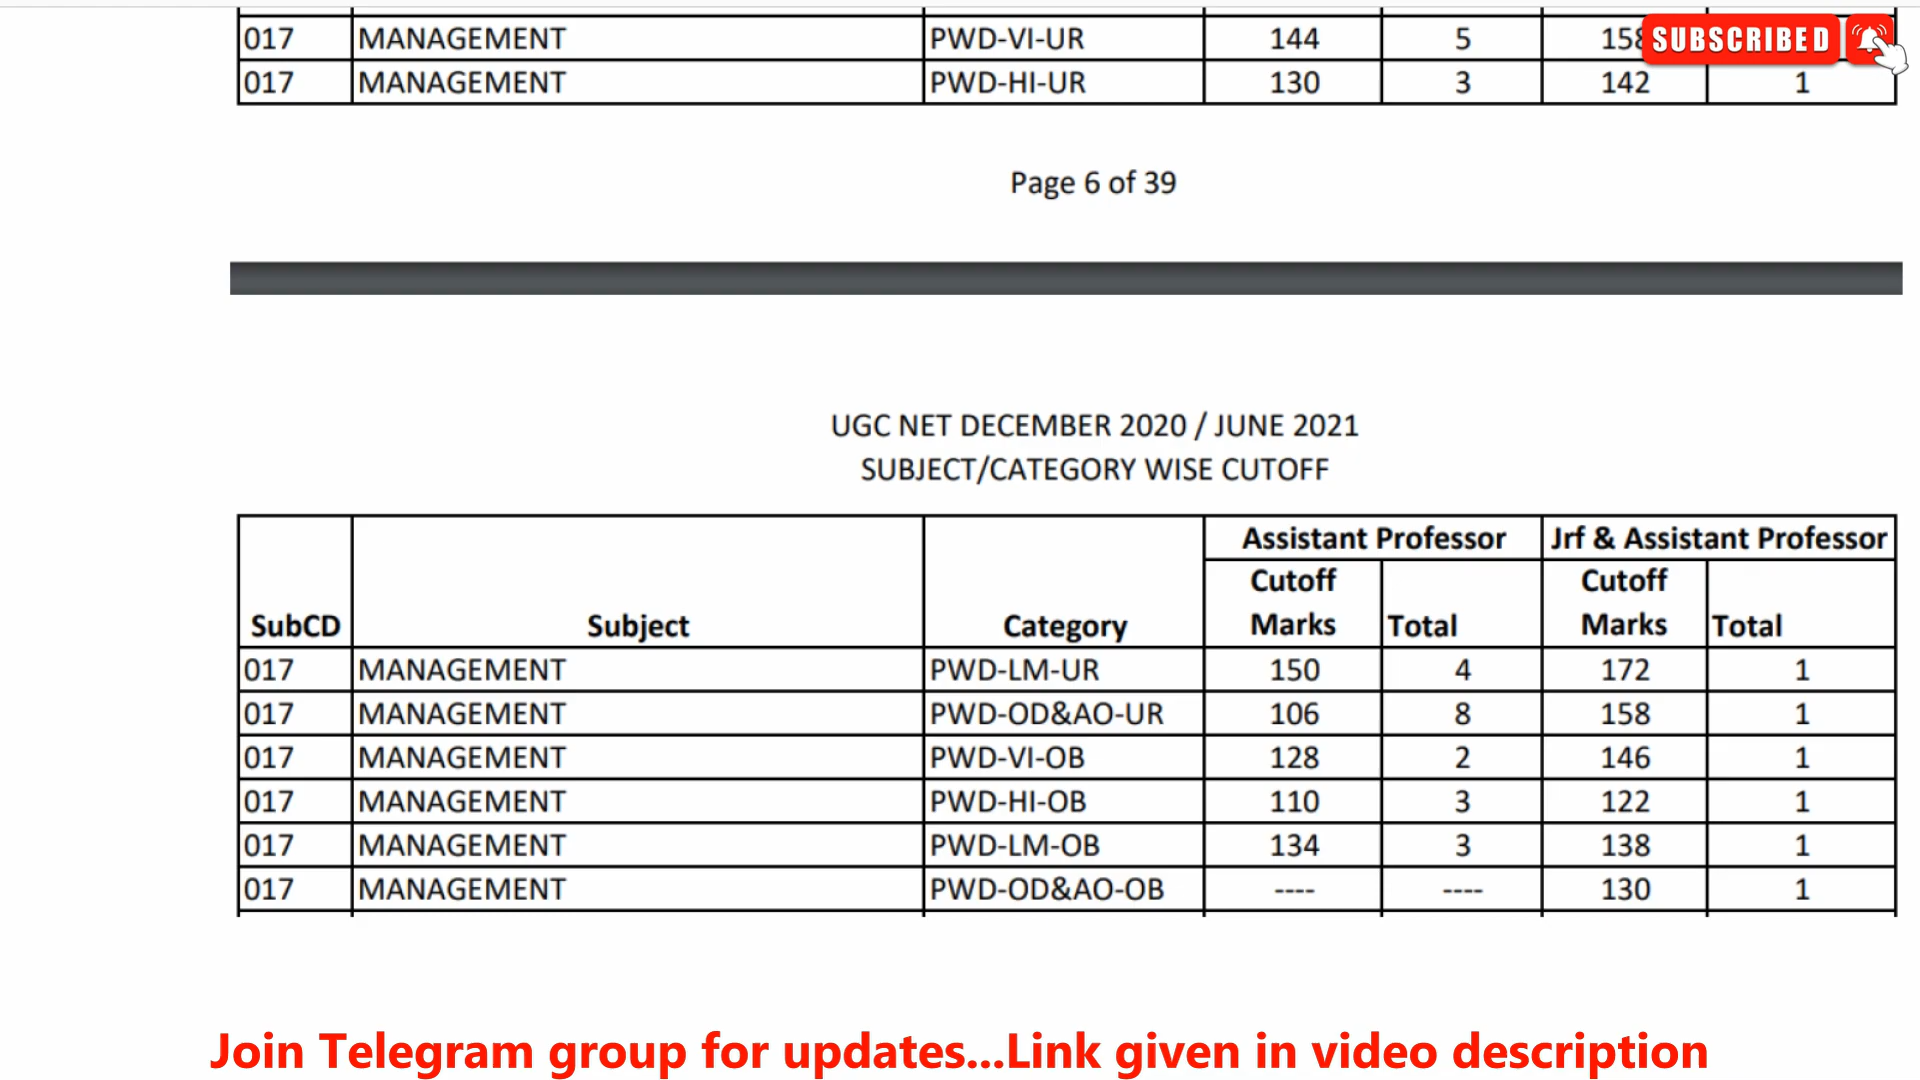 017 MANAGEMENT PWD-VI-UR 144 5 158
SUBSCRIBED
017 MANAGEMENT PWD-HI-UR 130 3 142 1
Page 6 of 39
UGC NET DECEMBER 2020 / JUNE 2021
SUBJECT/CATEGORY WISE CUTOFF
Assistant Professor Jrf & Assistant Professor
SubCD Subject Category Cutoff Marks Total Cutoff Marks Total
017 MANAGEMENT PWD-LM-UR 150 4 172 1
017 MANAGEMENT PWD-OD&AO-UR 106 8 158 1
017 MANAGEMENT PWD-VI-OB 128 2 146 1
017 MANAGEMENT PWD-HI-OB 110 3 122 1
017 MANAGEMENT PWD-LM-OB 134 3 138 1
017 MANAGEMENT PWD-OD&AO-OB ---- ---- 130 1
Join Telegram group for updates...Link given in video description